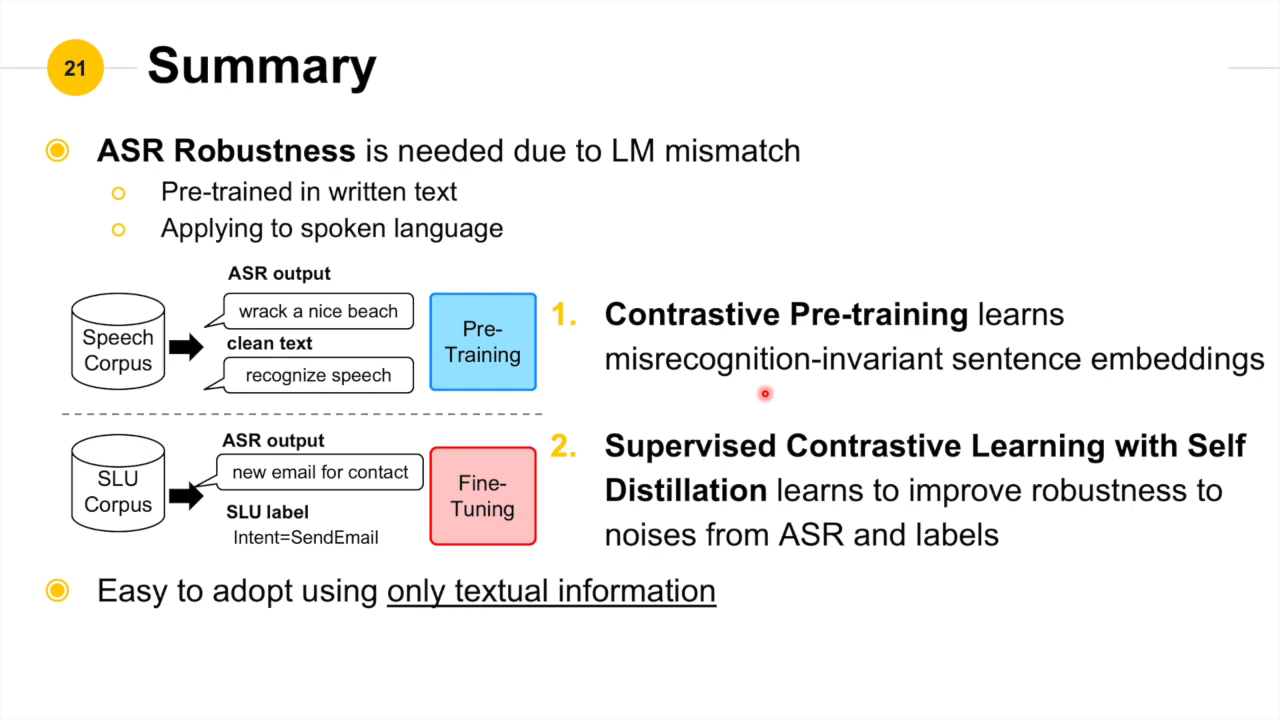 21
Summary
ASR Robustness is needed due to LM mismatch
Pre-trained in written text
Applying to spoken language
Speech
Corpus
ASR output
wrack a nice beach
clean text
recognize speech
Pre-
Training
1. Contrastive Pre-training learns
misrecognition-invariant sentence embeddings
SLU
Corpus
ASR output
new email for contact
SLU label
Intent=SendEmail
Fine-
Tuning
2. Supervised Contrastive Learning with Self
Distillation learns to improve robustness to
noises from ASR and labels
Easy to adopt using only textual information